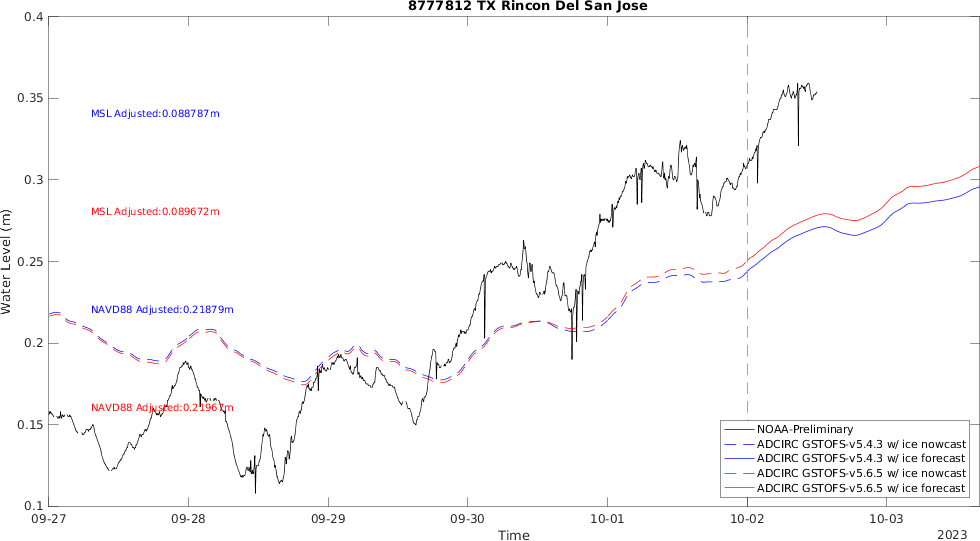 8777812 TX Rincon Del San Jose
Water Level (m)
0.4
0.35
0.3
0.25
0.2
0.15
0.1
MSL Adjusted:0.088787m
MSL Adjusted:0.089672m
NAVD88 Adjusted:0.21879m
NAVD88 Adjusted:0.21967m
NOAA-Preliminary
ADCIRC GSTOFS-v5.4.3 w/ ice nowcast
ADCIRC GSTOFS-v5.4.3 w/ ice forecast
ADCIRC GSTOFS-v5.6.5 w/ ice nowcast
ADCIRC GSTOFS-v5.6.5 w/ ice forecast
09-27 09-28 09-29 09-30 10-01 10-02 10-03
Time
2023